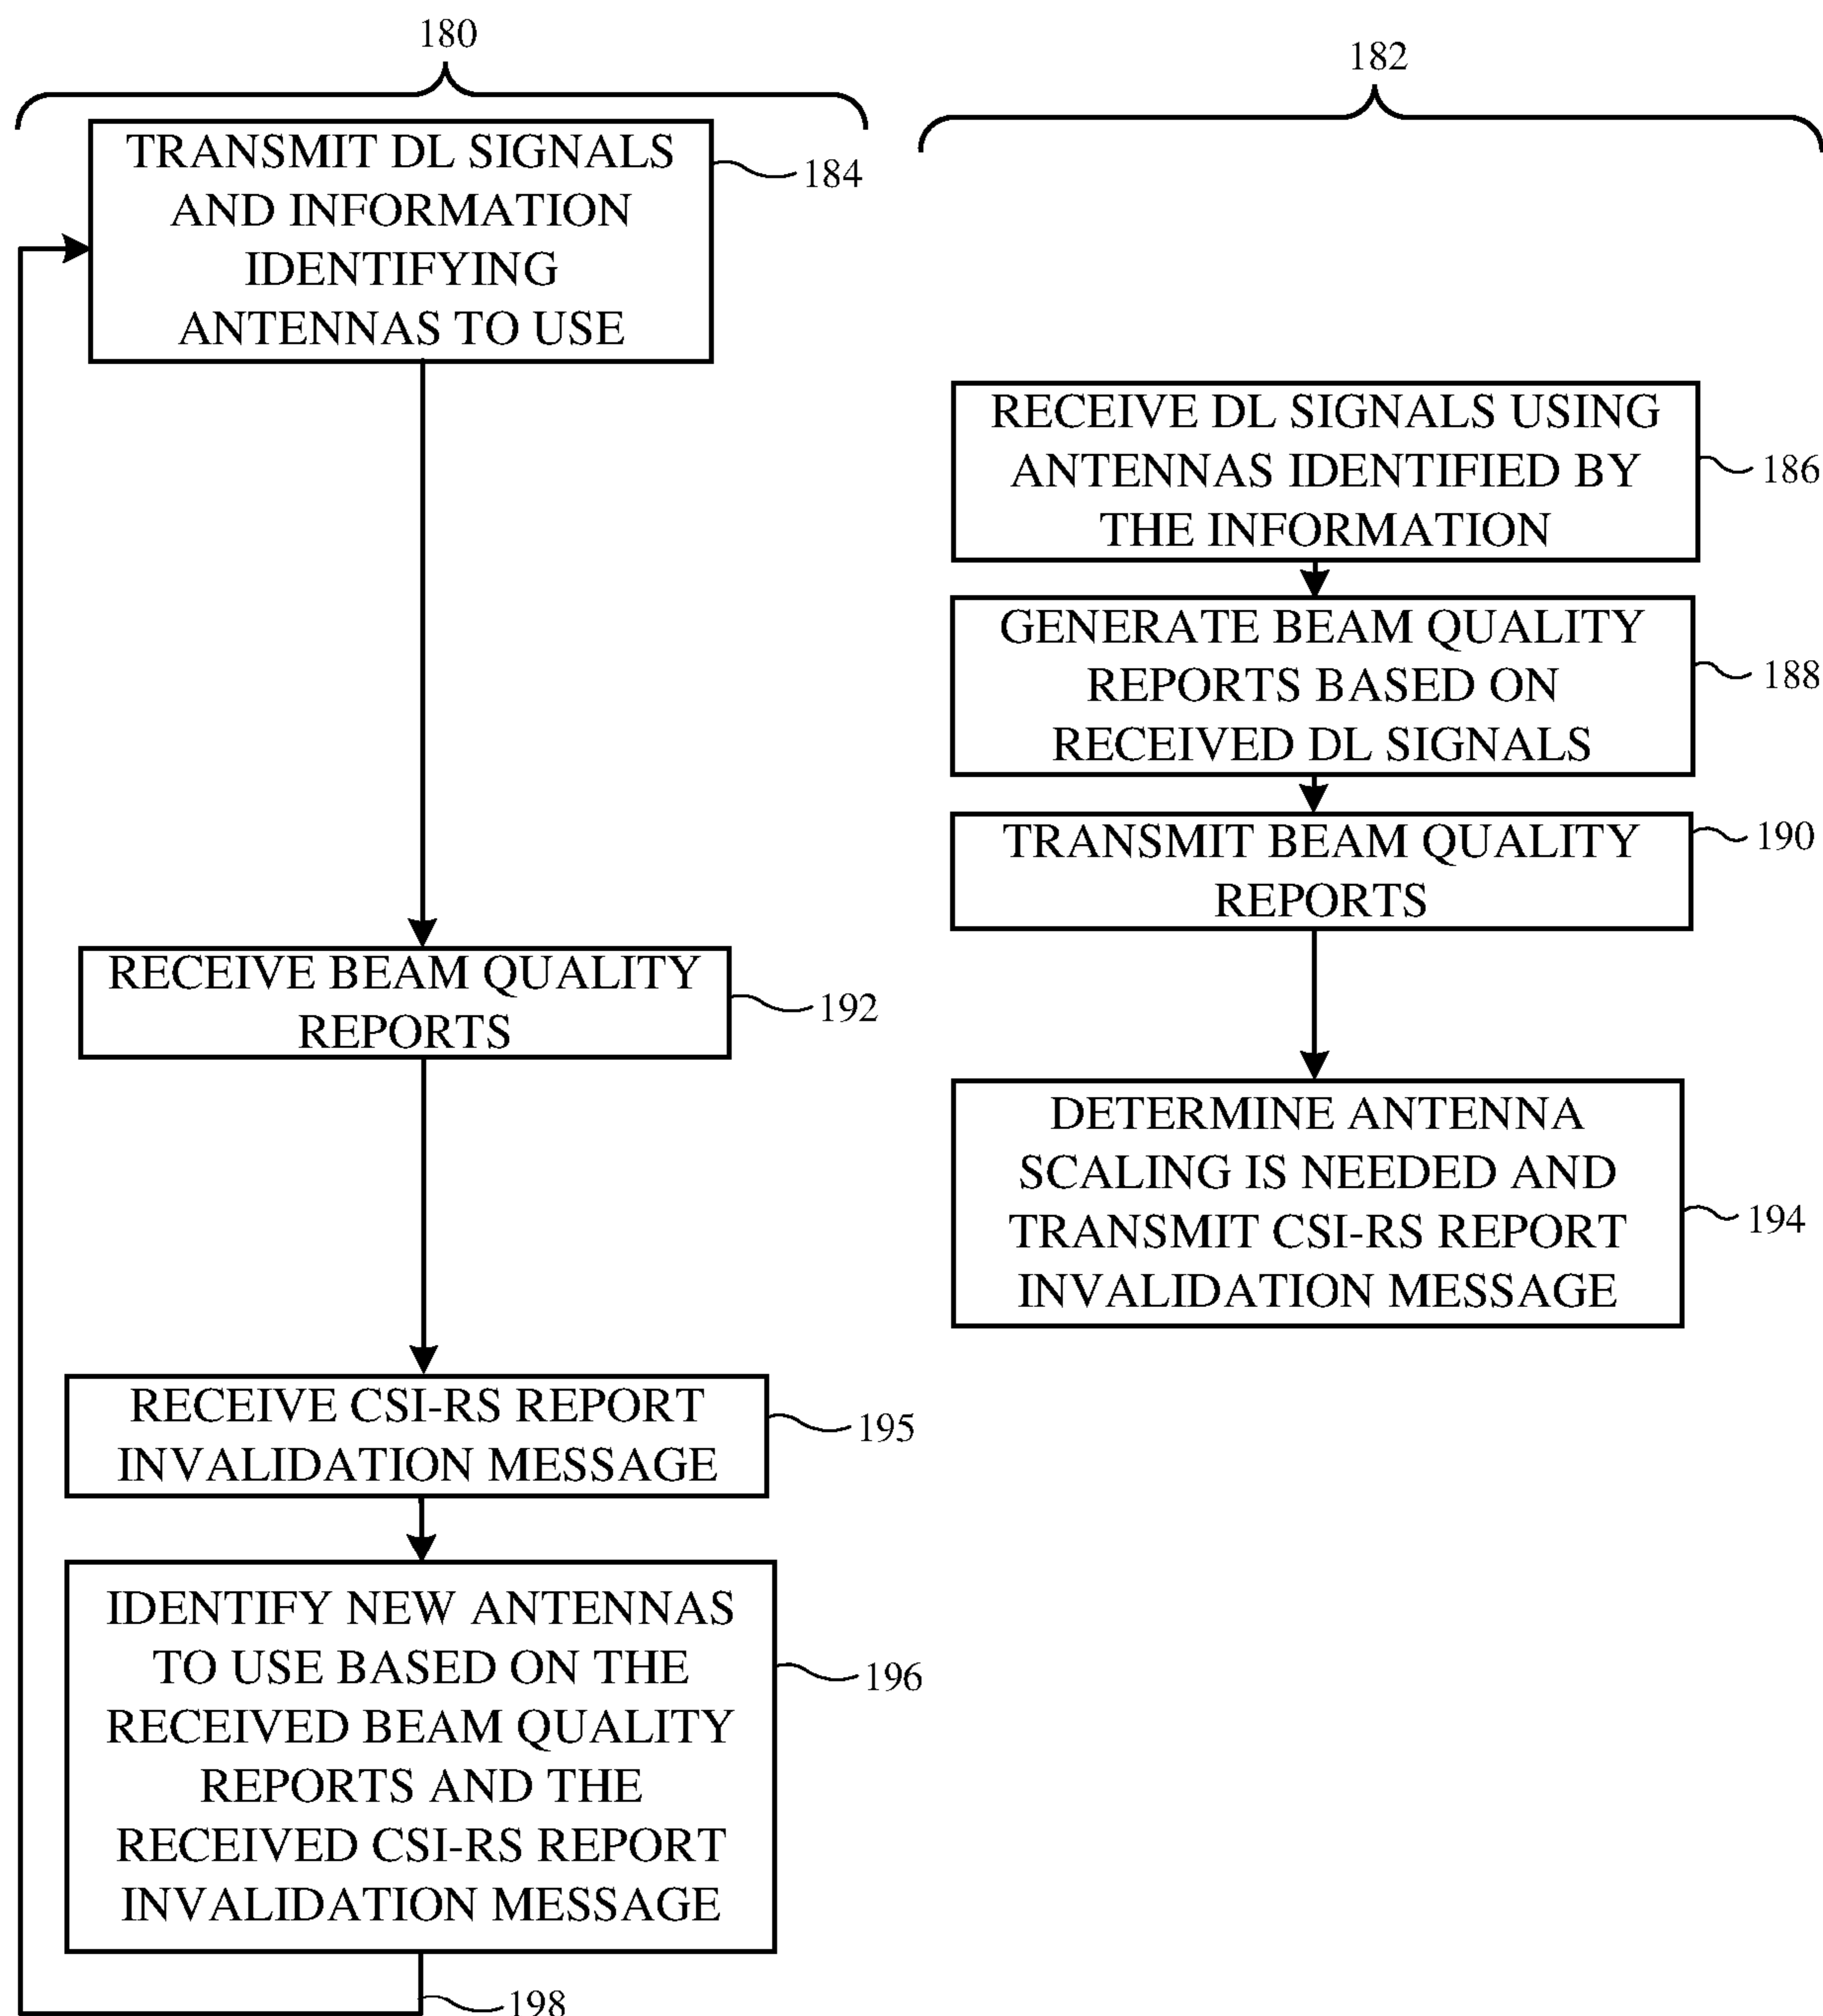 180
182
TRANSMIT DL SIGNALS
AND INFORMATION
IDENTIFYING
ANTENNAS TO USE
184
RECEIVE DL SIGNALS USING
ANTENNAS IDENTIFIED BY
THE INFORMATION
186
GENERATE BEAM QUALITY
REPORTS BASED ON
RECEIVED DL SIGNALS
188
TRANSMIT BEAM QUALITY
REPORTS
190
RECEIVE BEAM QUALITY
REPORTS
192
DETERMINE ANTENNA
SCALING IS NEEDED AND
TRANSMIT CSI-RS REPORT
INVALIDATION MESSAGE
194
RECEIVE CSI-RS REPORT
INVALIDATION MESSAGE
195
IDENTIFY NEW ANTENNAS
TO USE BASED ON THE
RECEIVED BEAM QUALITY
REPORTS AND THE
RECEIVED CSI-RS REPORT
INVALIDATION MESSAGE
196
198